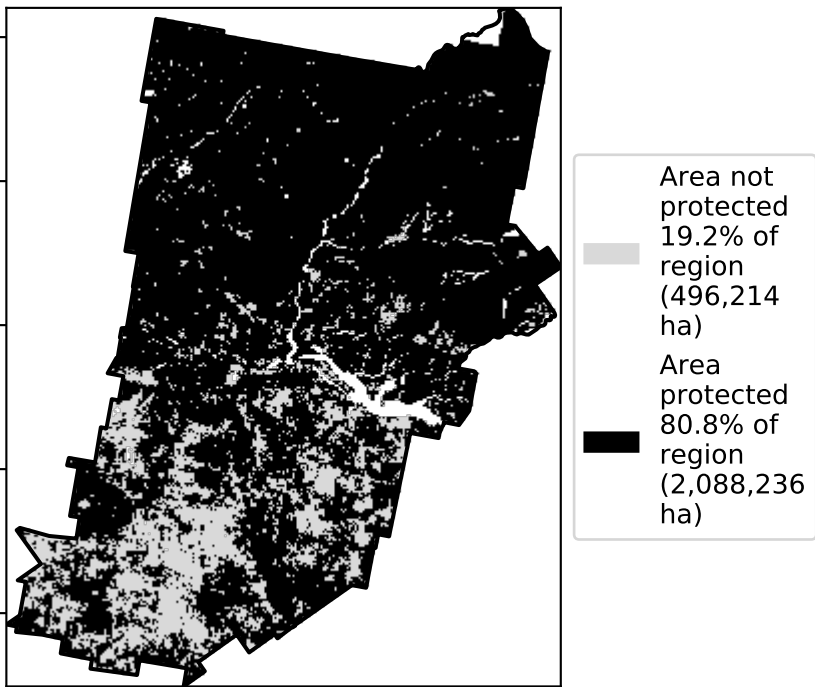 Area not
protected
19.2% of
region
(496,214
ha)
Area
protected
80.8% of
region
(2,088,236
ha)